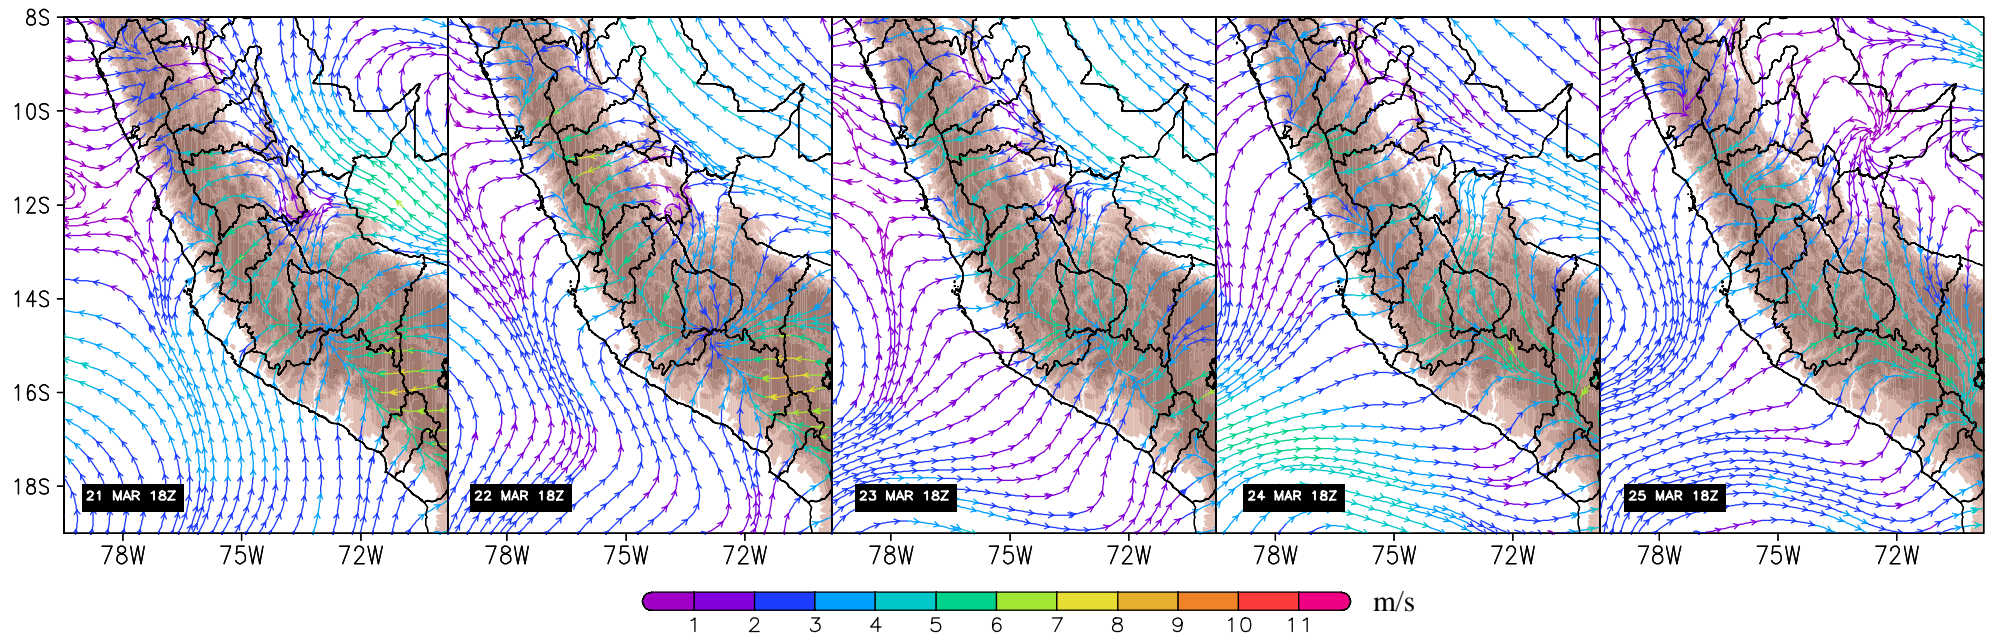 8S
10S
12S
14S
16S
18S
21 MAR 18Z
22 MAR 18Z
23 MAR 18Z
24 MAR 18Z
25 MAR 18Z
78W 75W 72W 78W 75W 72W 78W 75W 72W 78W 75W 72W 78W 75W 72W
m/s
1 2 3 4 5 6 7 8 9 10 11